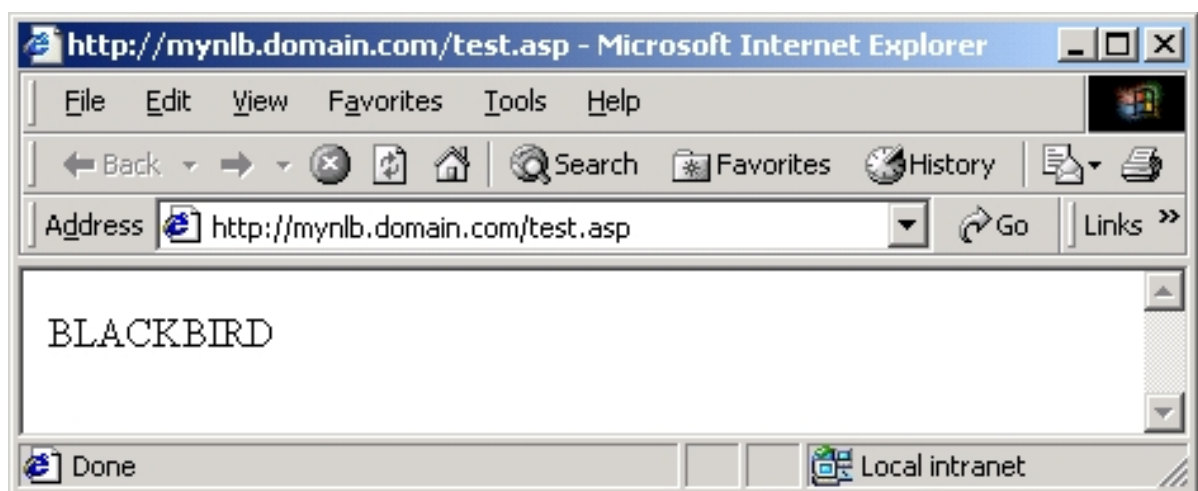 http://mynlb.domain.com/test.asp - Microsoft Internet Explorer
File Edit View Favorites Tools Help
Back Search Favorites History
Address http://mynlb.domain.com/test.asp Go Links »
BLACKBIRD
Done Local intranet